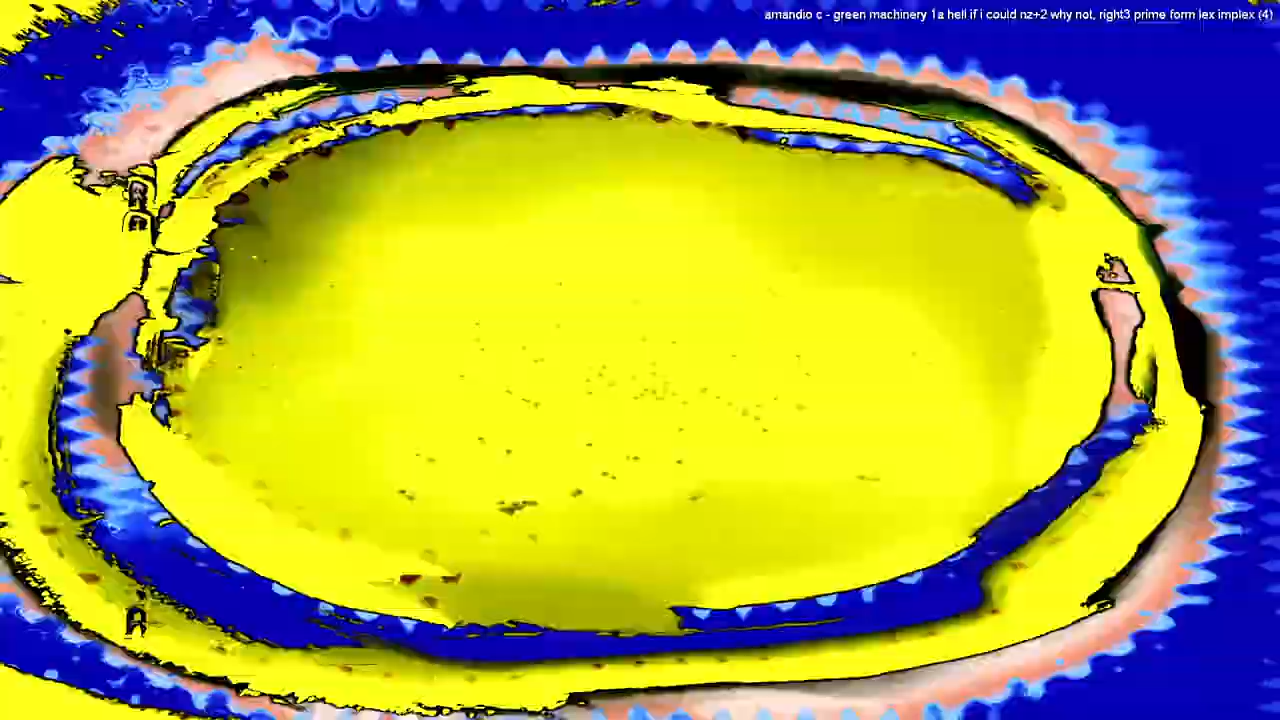 amandio c - green machinery 1a hell if i could nz+2 why not, right3 prime form lex implex (4)